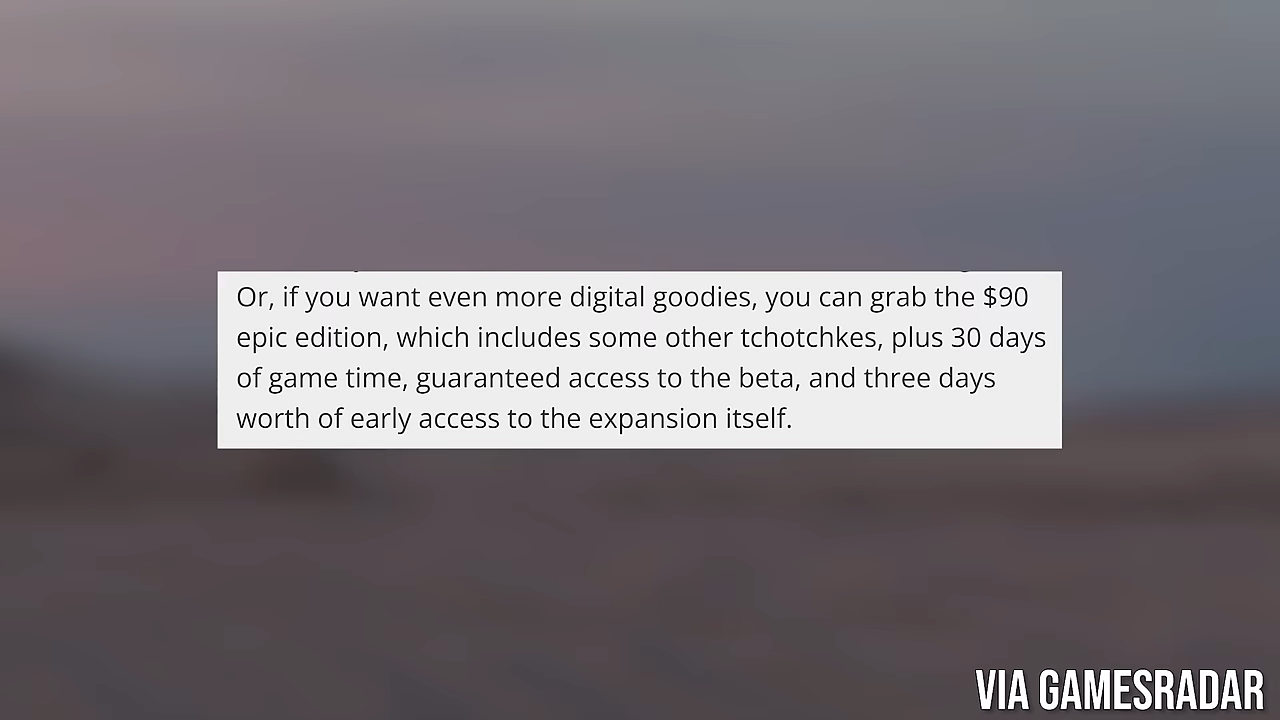 Or, if you want even more digital goodies, you can grab the $90
epic edition, which includes some other tchotchkes, plus 30 days
of game time, guaranteed access to the beta, and three days
worth of early access to the expansion itself.
VIA GAMESRADAR